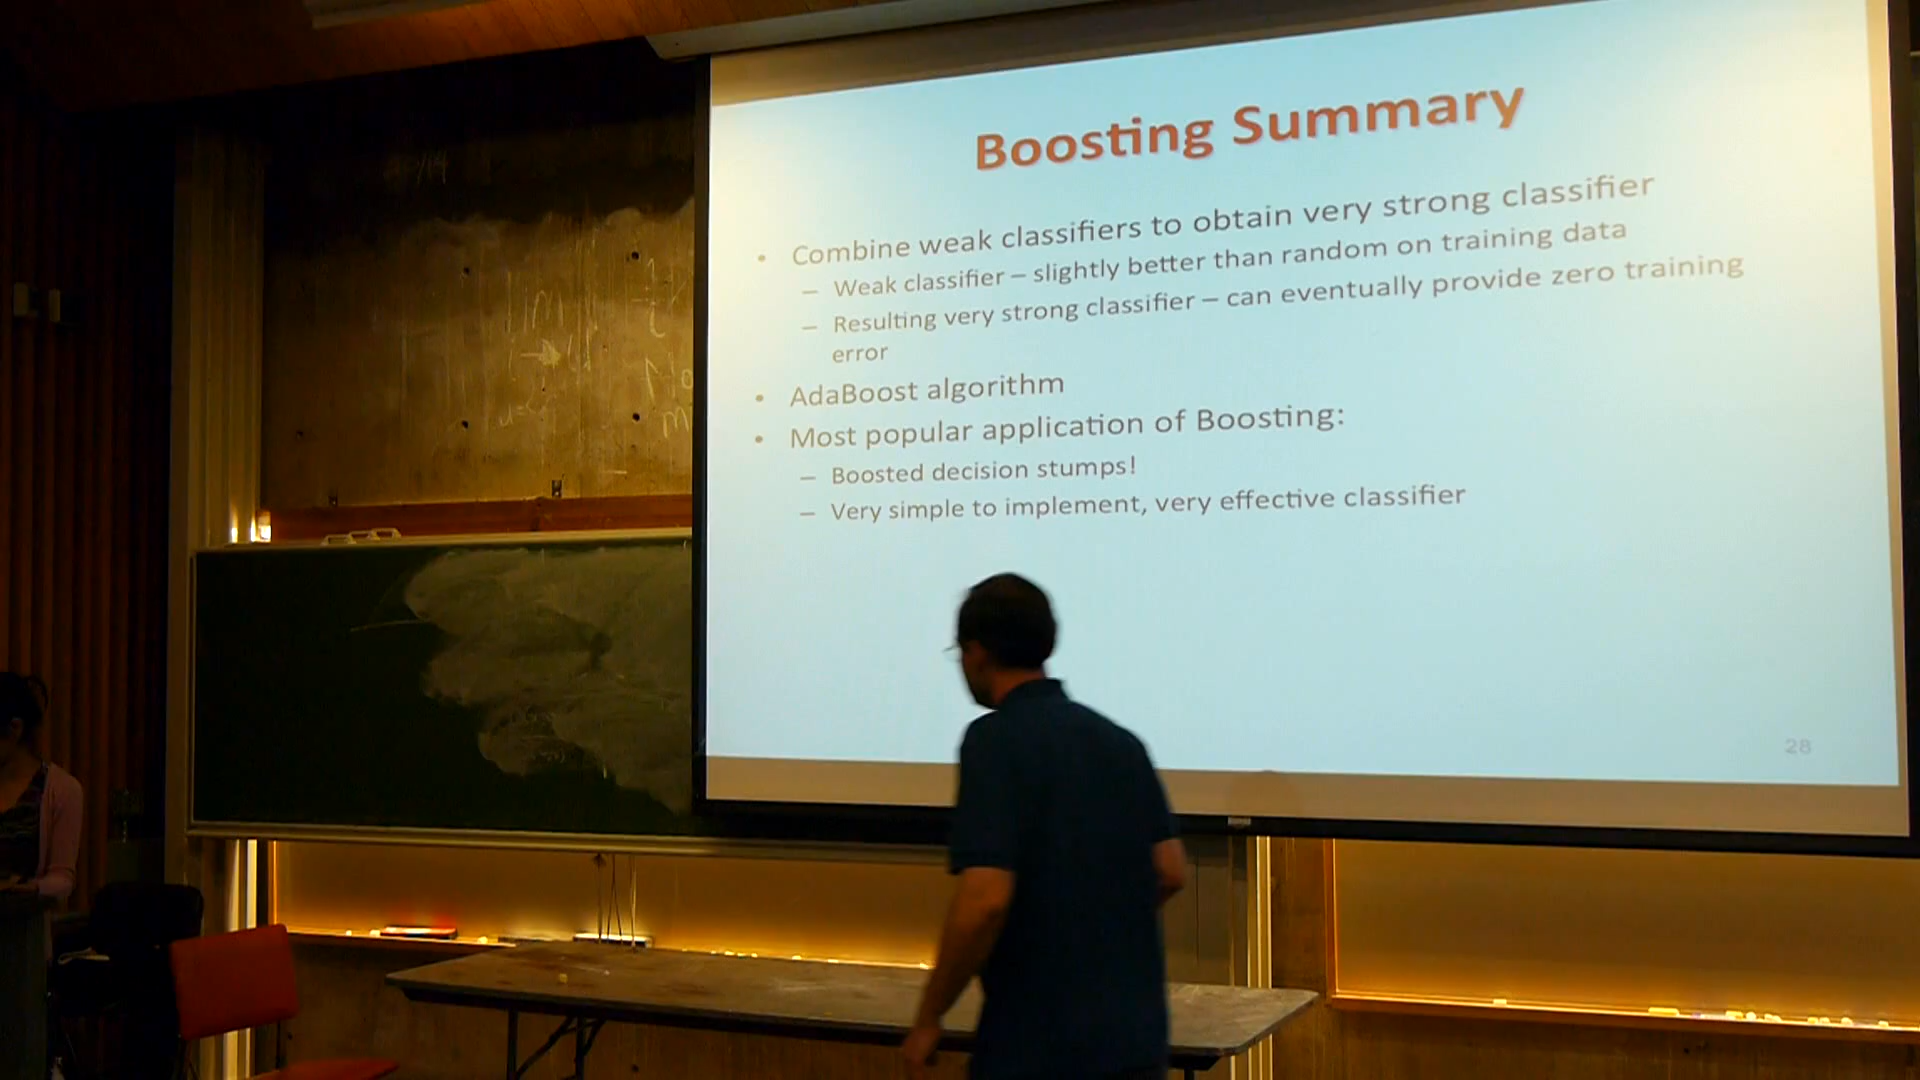 Boosting Summary
• Combine weak classifiers to obtain very strong classifier
– Weak classifier – slightly better than random on training data
– Resulting very strong classifier – can eventually provide zero training
error
• AdaBoost algorithm
• Most popular application of Boosting:
– Boosted decision stumps!
– Very simple to implement, very effective classifier
28